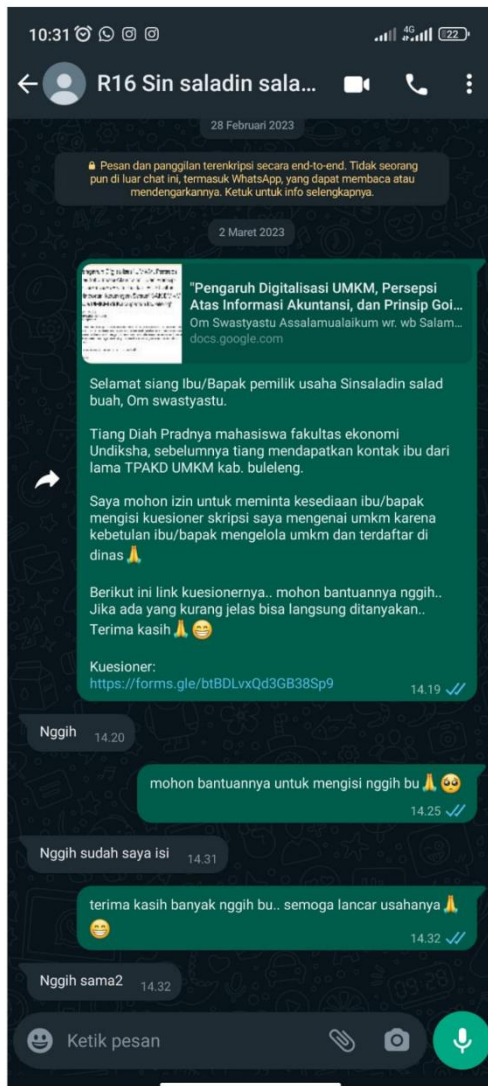 10:31
4G
22
R16 Sin saladin sala...
28 Februari 2023
Pesan dan panggilan terenkripsi secara end-to-end. Tidak seorang
pun di luar chat ini, termasuk WhatsApp, yang dapat membaca atau
mendengarkannya. Ketuk untuk info selengkapnya.
2 Maret 2023
"Pengaruh Digitalisasi UMKM, Persepsi
Atas Informasi Akuntansi, dan Prinsip Goi...
Om Swastyastu Assalamualaikum wr. wb Salam...
docs.google.com
Selamat siang Ibu/Bapak pemilik usaha Sinsaladin salad
buah, Om swastyastu.
Tiang Diah Pradnya mahasiswa fakultas ekonomi
Undiksha, sebelumnya tiang mendapatkan kontak ibu dari
lama TPAKD UMKM kab. buleleng.
Saya mohon izin untuk meminta kesediaan ibu/bapak
mengisi kuesioner skripsi saya mengenai umkm karena
kebetulan ibu/bapak mengelola umkm dan terdaftar di
dinas🙏
Berikut ini link kuesionernya.. mohon bantuannya nggih..
Jika ada yang kurang jelas bisa langsung ditanyakan..
Terima kasih🙏😁
Kuesioner:
https://forms.gle/btBDLvxQd3GB38Sp9
14.19
Nggih 14.20
mohon bantuannya untuk mengisi nggih bu🙏🥺
14.25
Nggih sudah saya isi 14.31
terima kasih banyak nggih bu.. semoga lancar usahanya🙏
😁
14.32
Nggih sama2 14.32
Ketik pesan